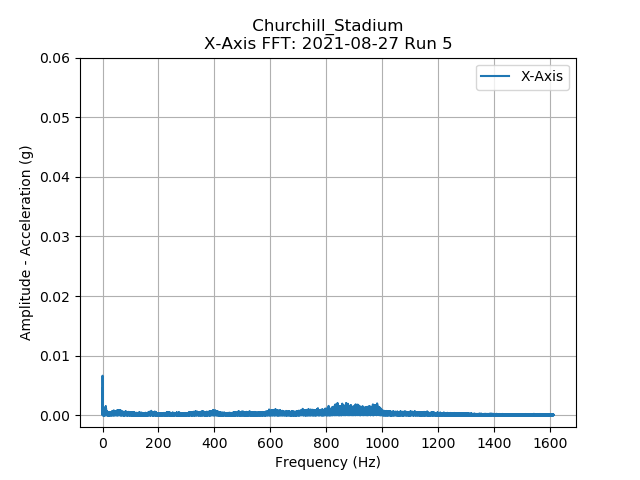 Churchill_Stadium
X-Axis FFT: 2021-08-27 Run 5
X-Axis
0.06
0.05
0.04
0.03
0.02
0.01
0.00
Amplitude - Acceleration (g)
0 200 400 600 800 1000 1200 1400 1600
Frequency (Hz)